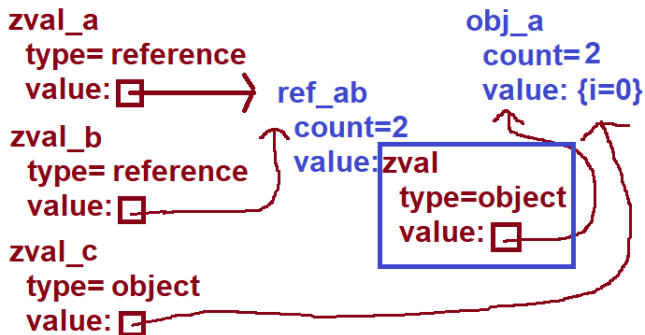 zval_a
type= reference
value:
zval_b
type= reference
value:
zval_c
type= object
value:
ref_ab
count=2
value:zval
type=object
value:
obj_a
count=2
value: {i=0}